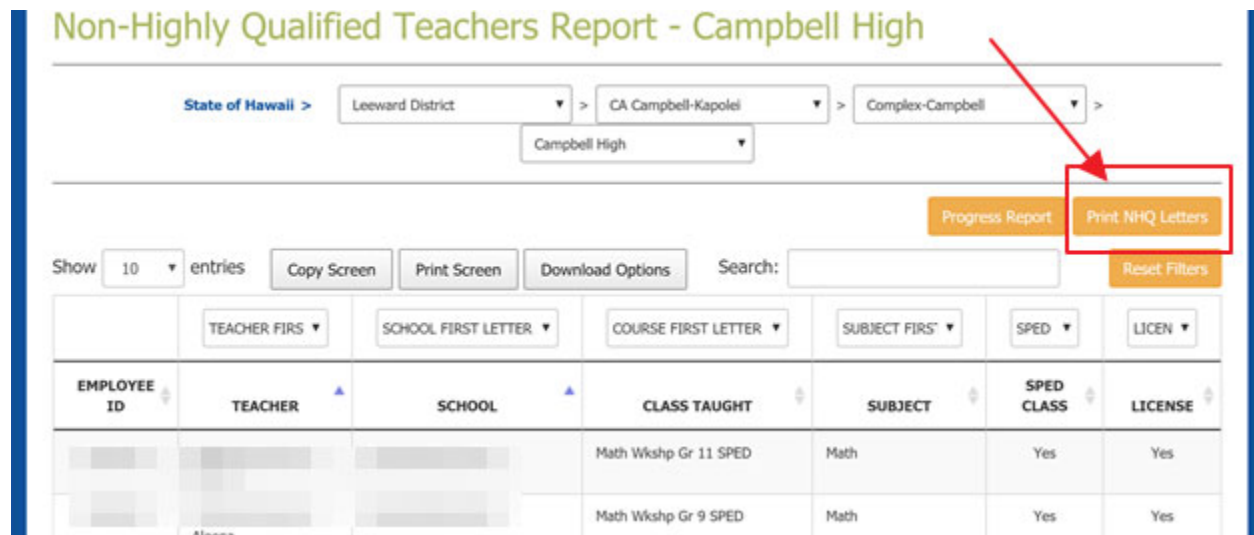 Non-Highly Qualified Teachers Report - Campbell High
State of Hawaii > Leeward District > CA Campbell-Kapolei > Complex-Campbell >
Campbell High
Progress Report Print NHQ Letters
Show 10 entries Copy Screen Print Screen Download Options Search: Reset Filters
TEACHER FIRS SCHOOL FIRST LETTER COURSE FIRST LETTER SUBJECT FIRS SPED LICEN
EMPLOYEE ID TEACHER SCHOOL CLASS TAUGHT SUBJECT SPED CLASS LICENSE
Math Wkshp Gr 11 SPED Math Yes Yes
Math Wkshp Gr 9 SPED Math Yes Yes